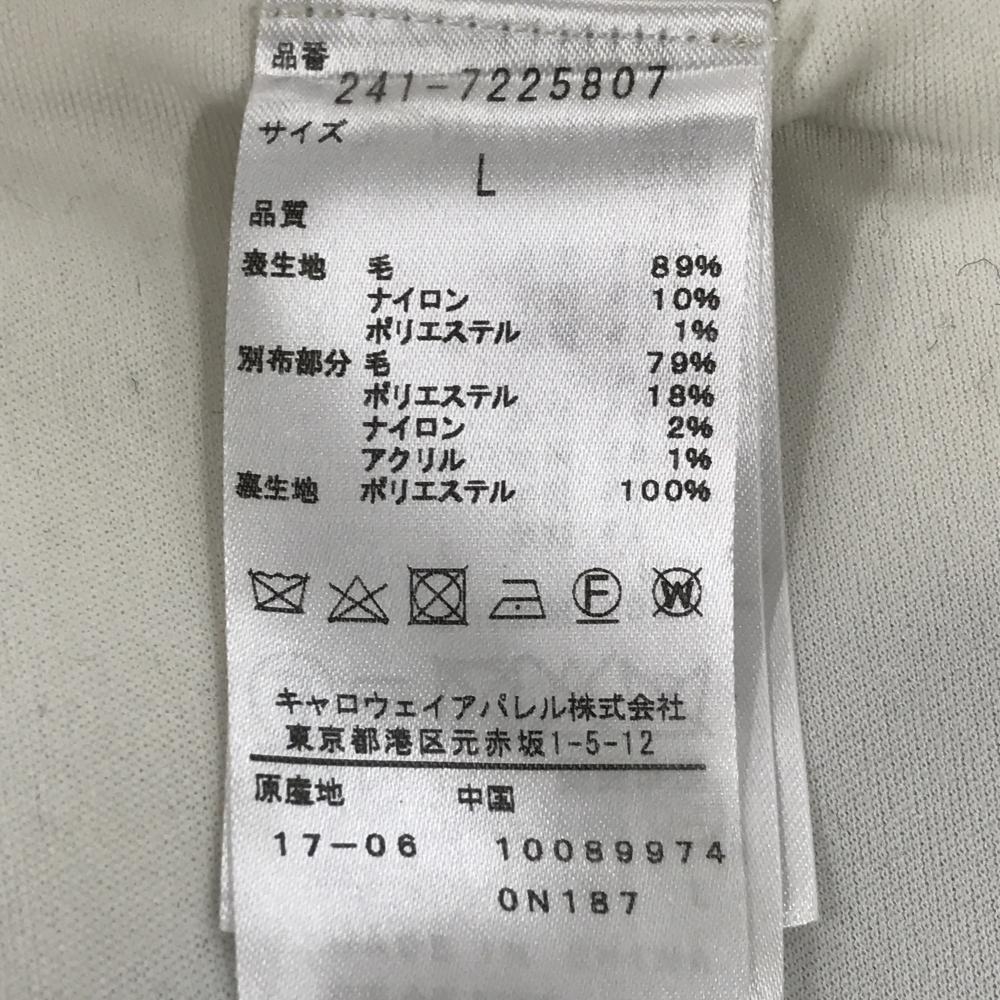 品番
241-7225807
サイズ
L
品質
表生地 毛 89%
ナイロン 10%
ポリエステル 1%
別布部分 毛 79%
ポリエステル 18%
ナイロン 2%
アクリル 1%
裏生地 ポリエステル 100%
F W
キャロウェイアパレル株式会社
東京都港区元赤坂1-5-12
原産地 中国
17-06 10089974
0N187